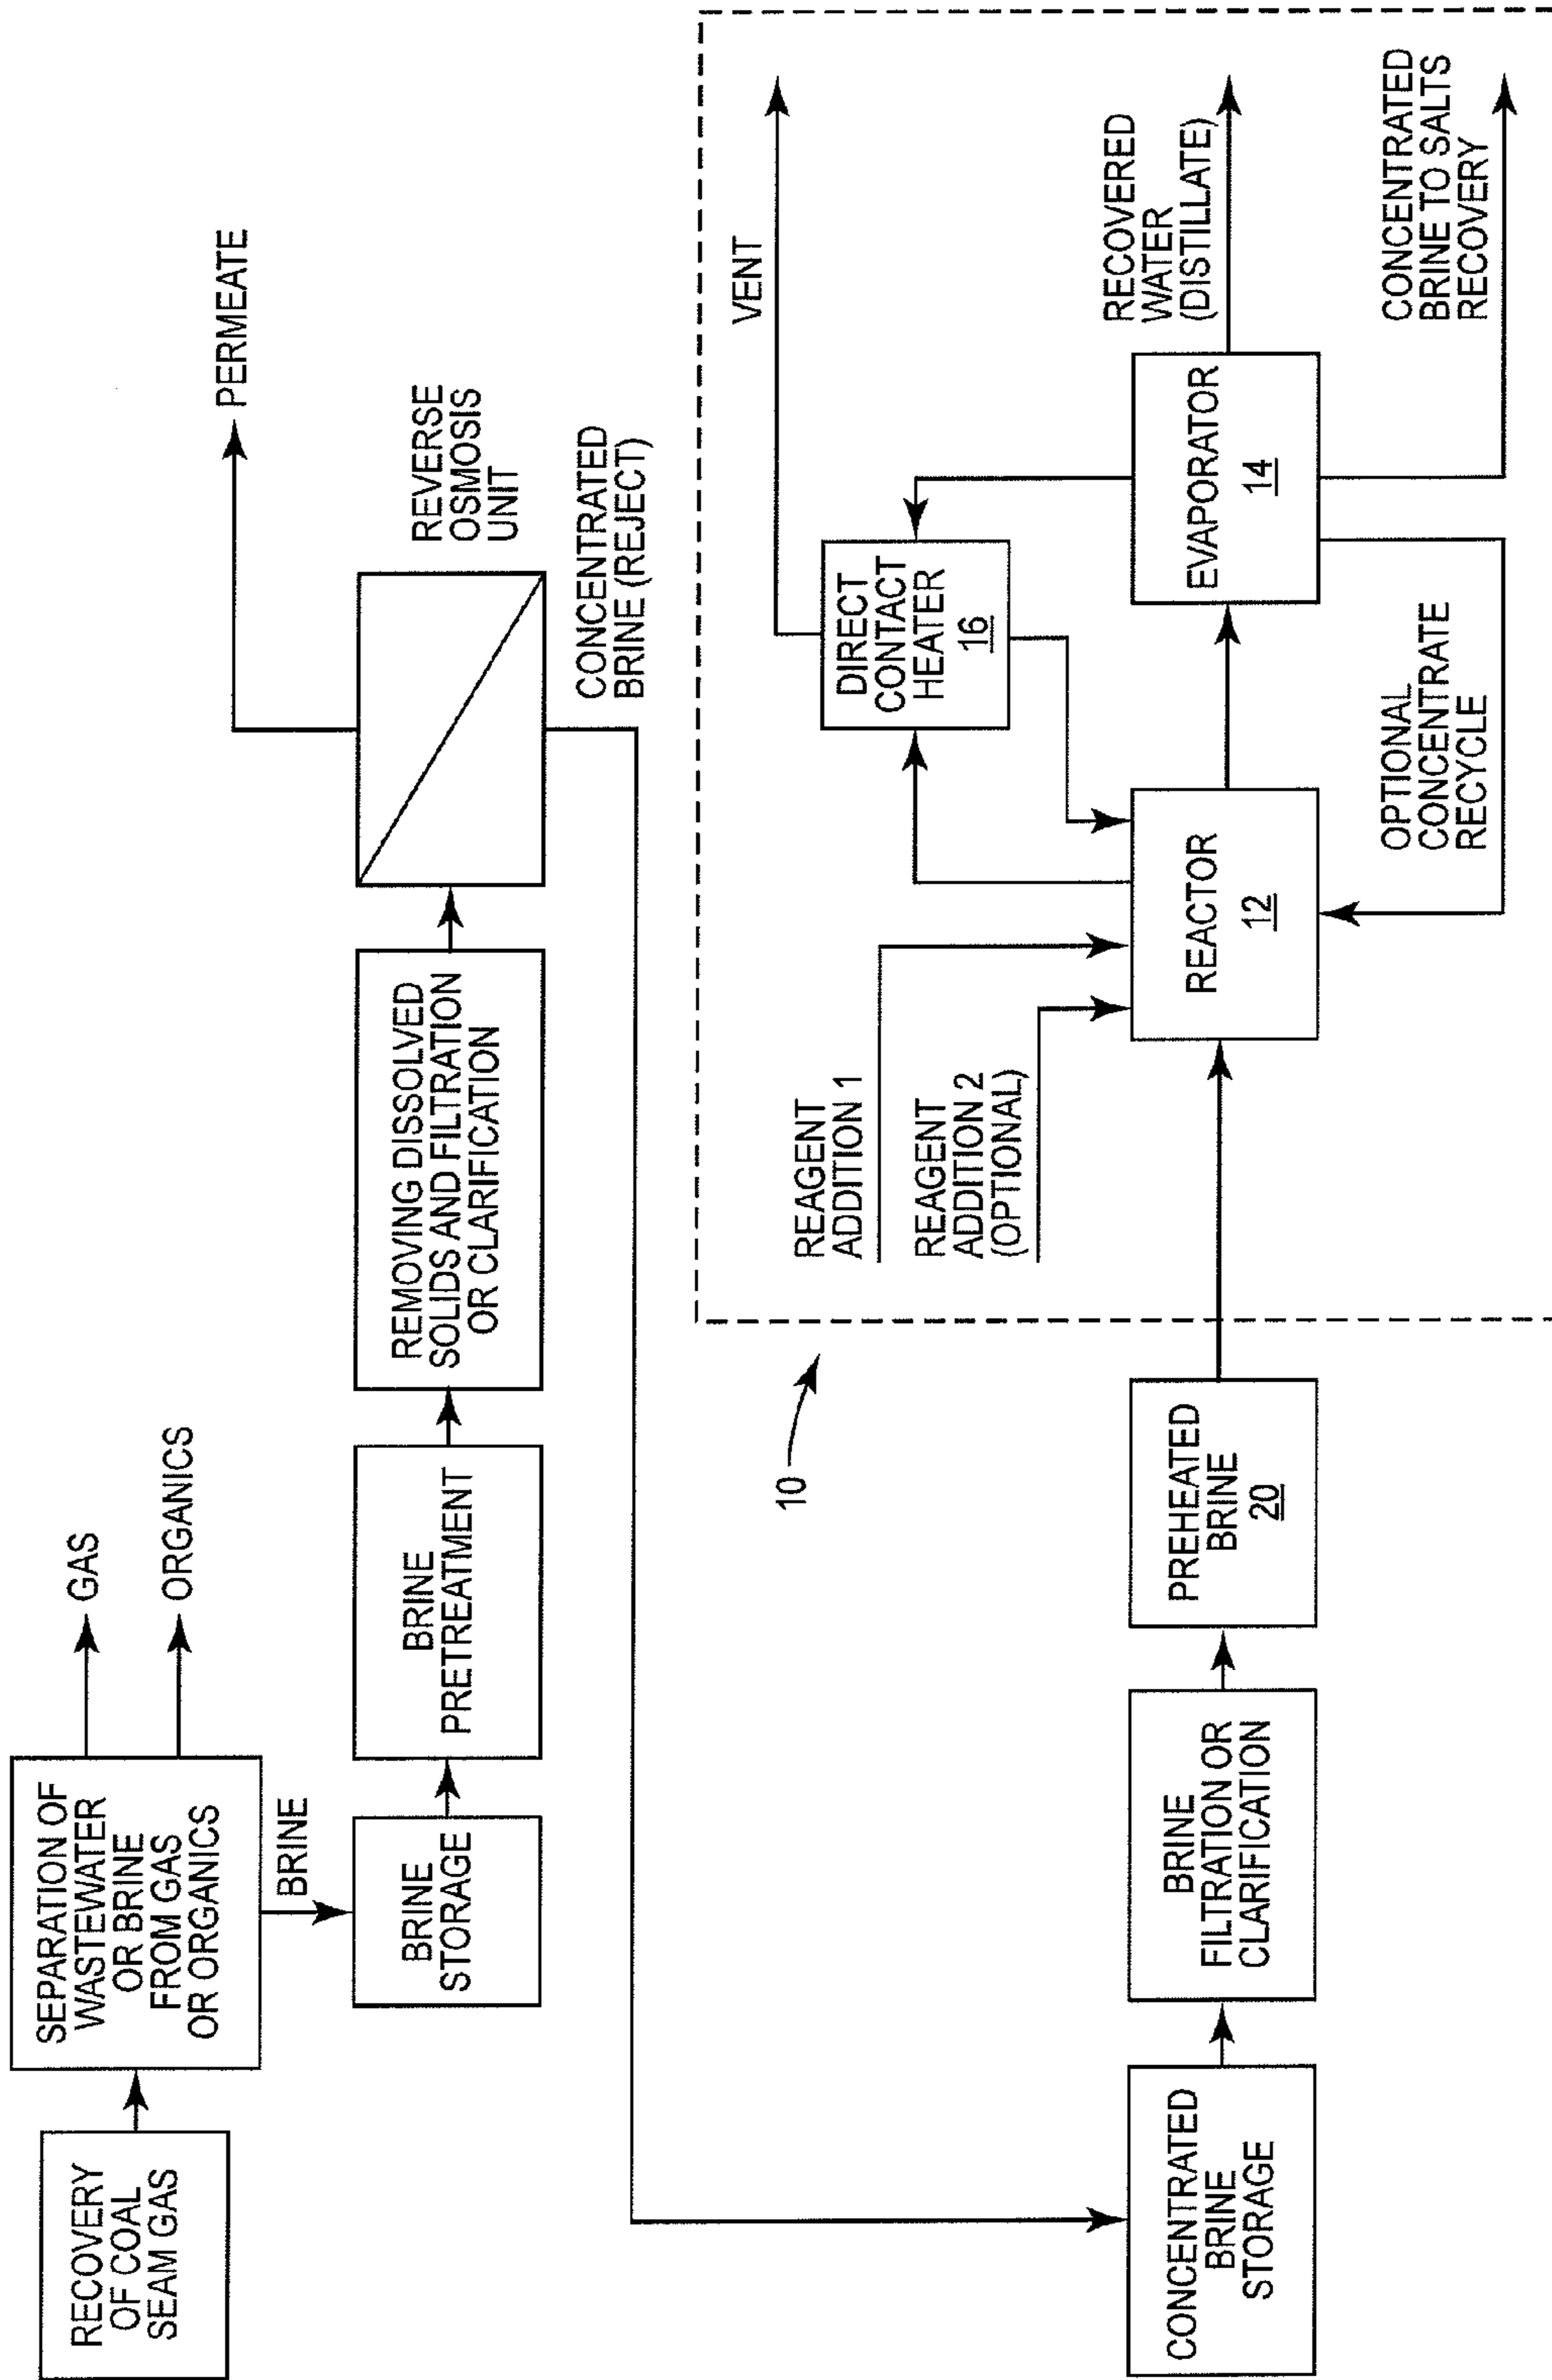 RECOVERY
OF COAL
SEAM GAS
SEPARATION OF
WASTEWATER
OR BRINE
FROM GAS
OR ORGANICS
GAS
ORGANICS
BRINE
BRINE
STORAGE
BRINE
PRETREATMENT
REMOVING DISSOLVED
SOLIDS AND FILTRATION
OR CLARIFICATION
REVERSE
OSMOSIS
UNIT
PERMEATE
CONCENTRATED
BRINE (REJECT)
CONCENTRATED
BRINE
STORAGE
BRINE
FILTRATION OR
CLARIFICATION
PREHEATED
BRINE
20
10
REAGENT
ADDITION 1
REAGENT
ADDITION 2
(OPTIONAL)
REACTOR
12
DIRECT
CONTACT
HEATER
16
VENT
EVAPORATOR
14
RECOVERED
WATER
(DISTILLATE)
OPTIONAL
CONCENTRATE
RECYCLE
CONCENTRATED
BRINE TO SALTS
RECOVERY